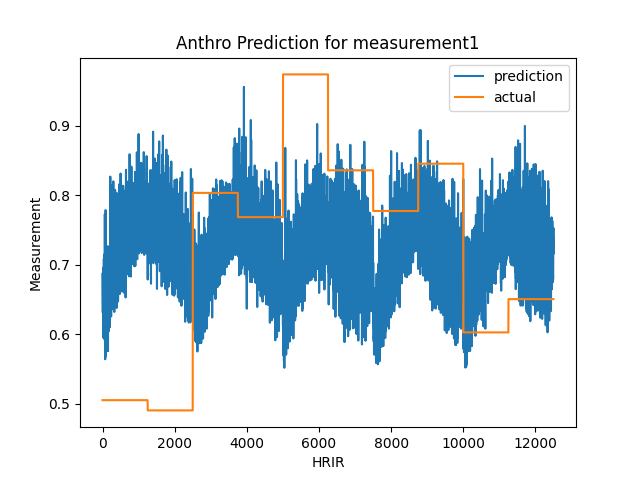 Anthro Prediction for measurement1
prediction
actual
Measurement
0.9
0.8
0.7
0.6
0.5
0 2000 4000 6000 8000 10000 12000
HRIR